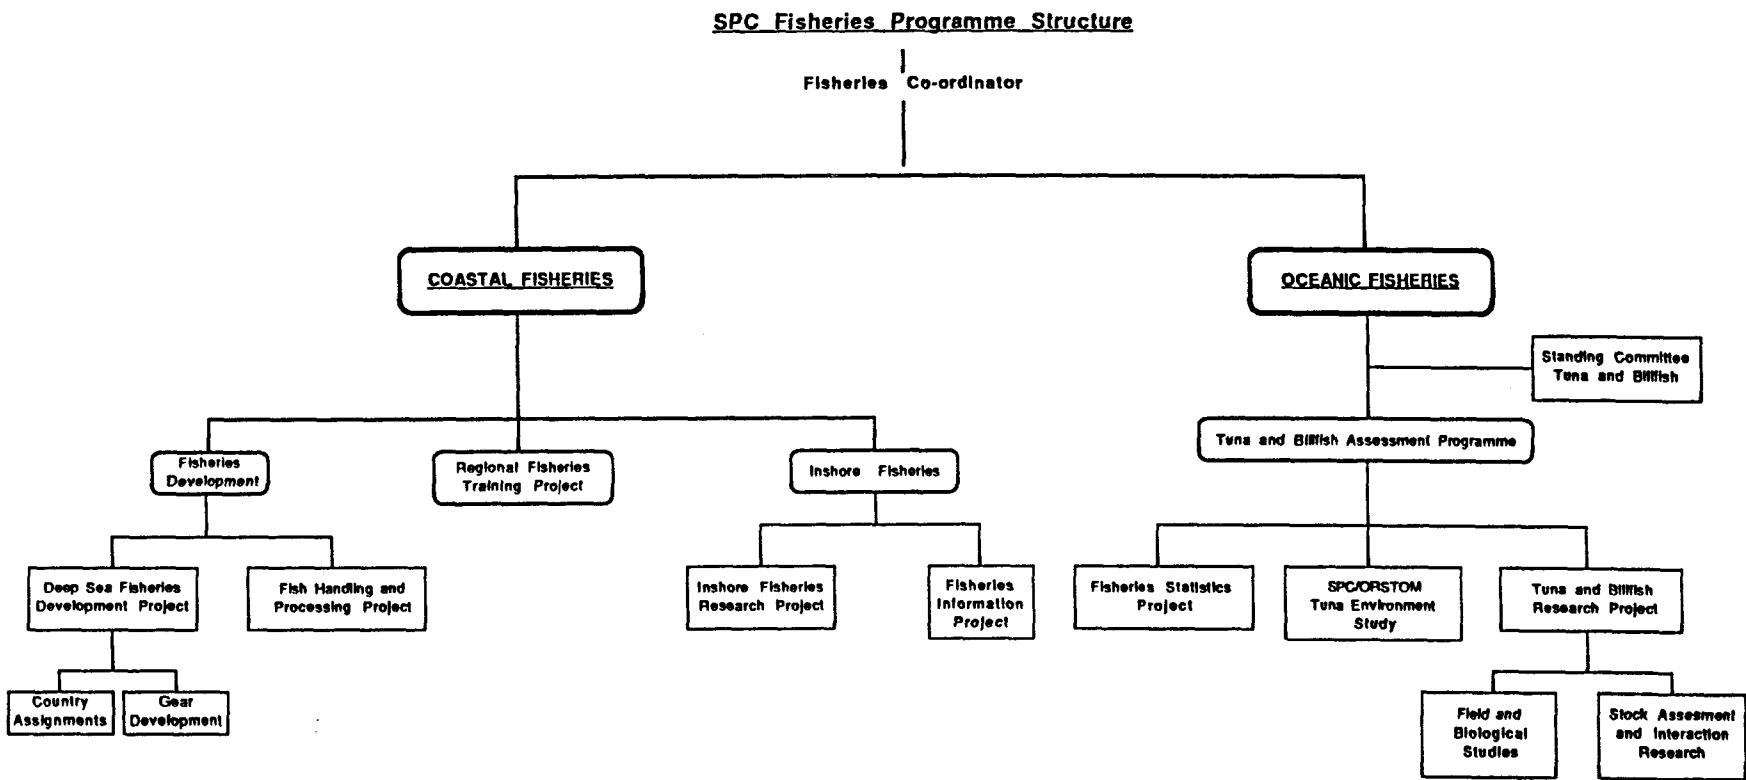 SPC Fisheries Programme Structure
Fisheries Co-ordinator
COASTAL FISHERIES
OCEANIC FISHERIES
Standing Committee
Tuna and Billfish
Tuna and Billfish Assessment Programme
Fisheries
Development
Regional Fisheries
Training Project
Inshore Fisheries
Deep Sea Fisheries
Development Project
Fish Handling and
Processing Project
Inshore Fisheries
Research Project
Fisheries
Information
Project
Fisheries Statistics
Project
SPC/ORSTOM
Tuna Environment
Study
Tuna and Billfish
Research Project
Country
Assignments
Gear
Development
Field and
Biological
Studies
Stock Assesment
and Interaction
Research